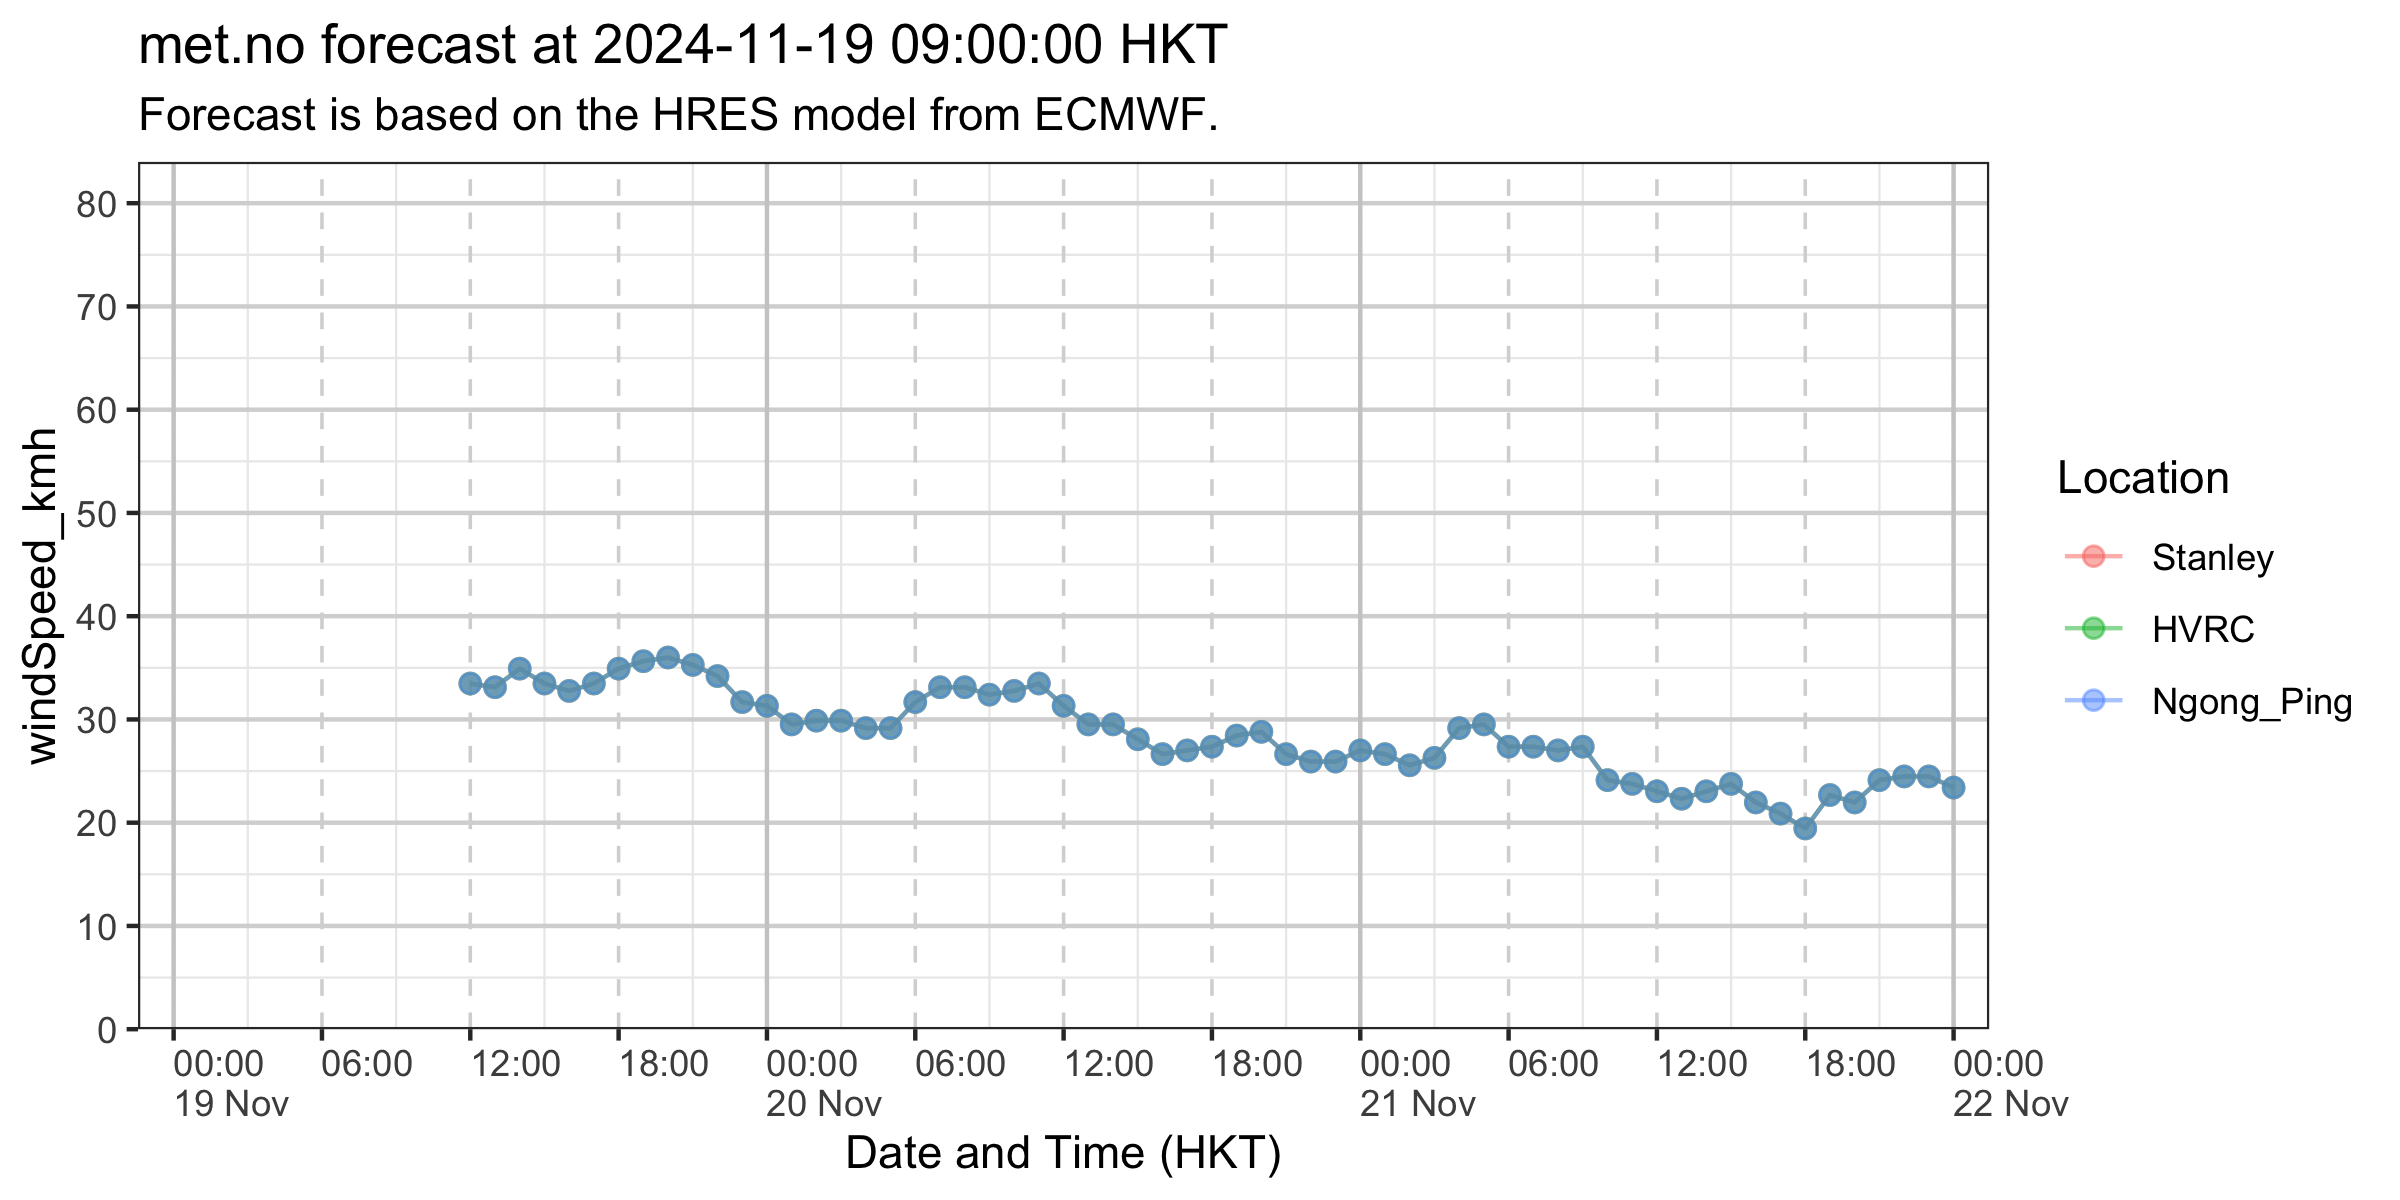 met.no forecast at 2024-11-19 09:00:00 HKT
Forecast is based on the HRES model from ECMWF.
windSpeed_kmh
80
70
60
50
40
30
20
10
0
00:00 06:00 12:00 18:00 00:00 06:00 12:00 18:00 00:00 06:00 12:00 18:00 00:00
19 Nov 20 Nov 21 Nov 22 Nov
Date and Time (HKT)
Location
Stanley
HVRC
Ngong_Ping